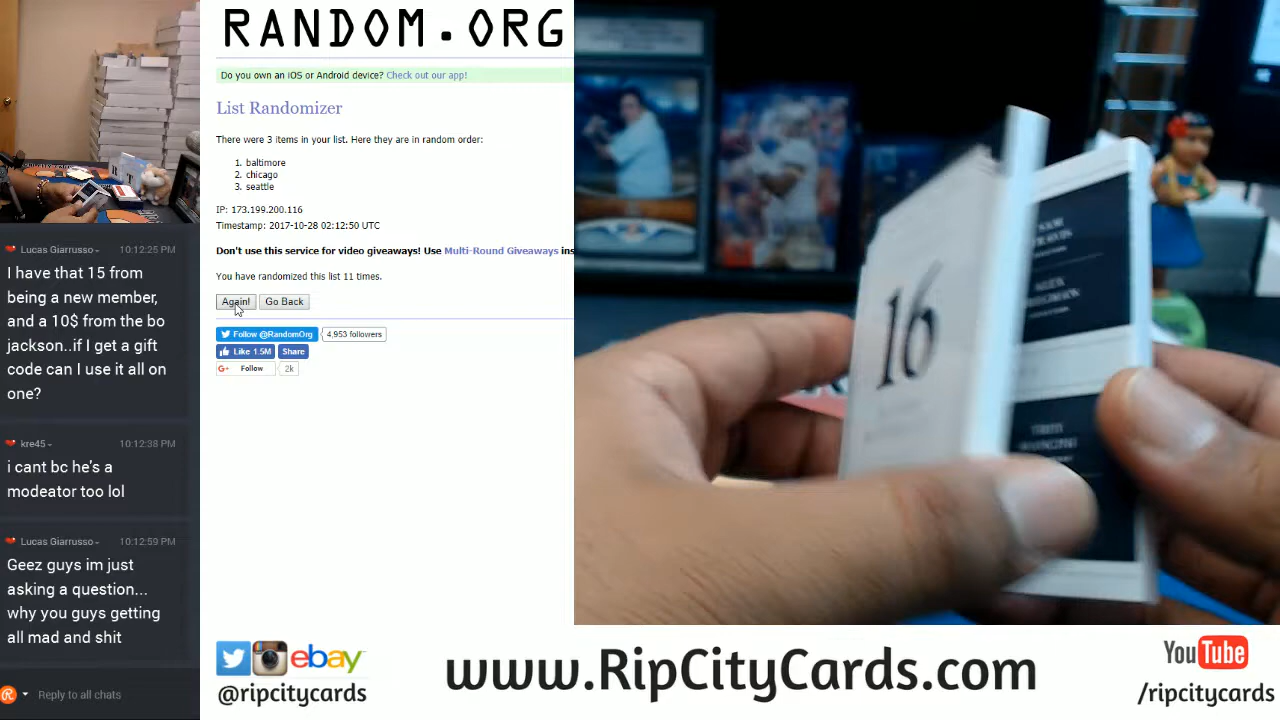 Lucas Giarrusso 10:12:25 PM
I have that 15 from
being a new member,
and a 10$ from the bo
jackson..if I get a gift
code can I use it all on
one?
kre45 10:12:38 PM
i cant bc he's a
modeator too lol
Lucas Giarrusso 10:12:59 PM
Geez guys im just
asking a question...
why you guys getting
all mad and shit
Reply to all chats
RANDOM.ORG
Do you own an iOS or Android device? Check out our app!
List Randomizer
There were 3 items in your list. Here they are in random order:
1. baltimore
2. chicago
3. seattle
IP: 173.199.200.116
Timestamp: 2017-10-28 02:12:50 UTC
Don't use this service for video giveaways! Use Multi-Round Giveaways ins
You have randomized this list 11 times.
Again! Go Back
Follow @RandomOrg 4,953 followers
Like 1.5M Share
G+ Follow 2k
16
ebay
@ripcitycards
www.RipCityCards.com
YouTube
/ripcitycards